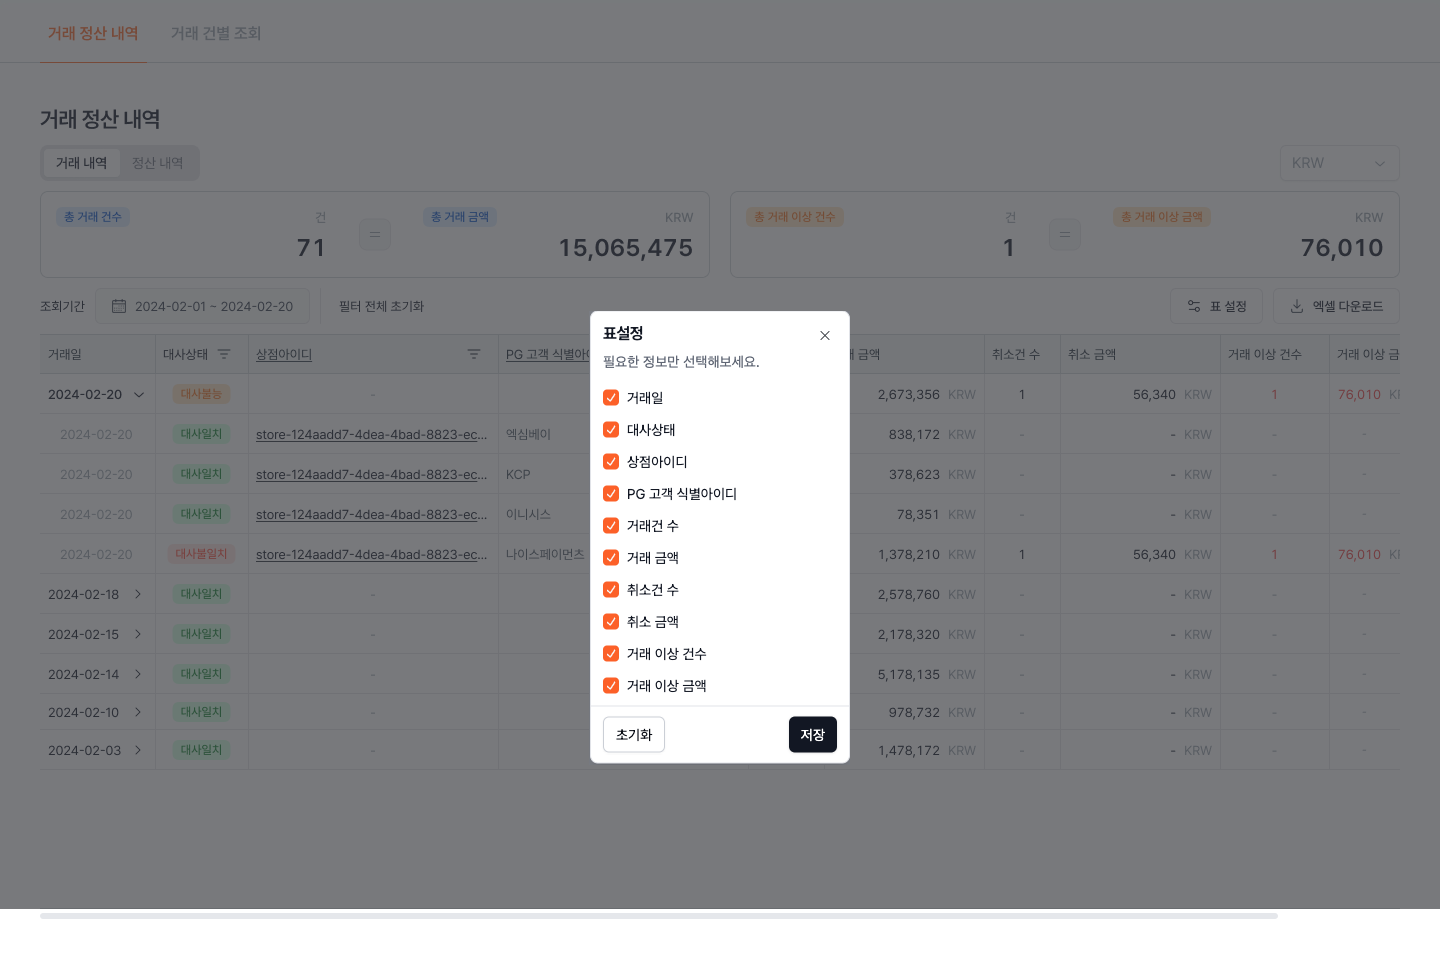 거래 정산 내역 거래 건별 조회
거래 정산 내역
거래 내역 정산 내역 KRW
총 거래 건수 건 총 거래 금액 KRW 총 거래 이상 건수 건 총 거래 이상 금액 KRW
71 = 15,065,475 1 = 76,010
조회기간 2024-02-01 ~ 2024-02-20 필터 전체 초기화 표 설정 엑셀 다운로드
거래일 대사상태 상점아이디 PG 고객 식별아이 금액 취소건 수 취소 금액 거래 이상 건수 거래 이상 금
2024-02-20 대사불능 - 2,673,356 KRW 1 56,340 KRW 1 76,010
2024-02-20 대사일치 store-124aadd7-4dea-4bad-8823-ec... 엑심베이 838,172 KRW - - KRW - -
2024-02-20 대사일치 store-124aadd7-4dea-4bad-8823-ec... KCP 378,623 KRW - - KRW - -
2024-02-20 대사일치 store-124aadd7-4dea-4bad-8823-ec... 이니시스 78,351 KRW - - KRW - -
2024-02-20 대사불일치 store-124aadd7-4dea-4bad-8823-ec... 나이스페이먼츠 1,378,210 KRW 1 56,340 KRW 1 76,010
2024-02-18 대사일치 - 2,578,760 KRW - - KRW - -
2024-02-15 대사일치 - 2,178,320 KRW - - KRW - -
2024-02-14 대사일치 - 5,178,135 KRW - - KRW - -
2024-02-10 대사일치 - 978,732 KRW - - KRW - -
2024-02-03 대사일치 - 1,478,172 KRW - - KRW - -
표설정
필요한 정보만 선택해보세요.
거래일
대사상태
상점아이디
PG 고객 식별아이디
거래건 수
거래 금액
취소건 수
취소 금액
거래 이상 건수
거래 이상 금액
초기화 저장